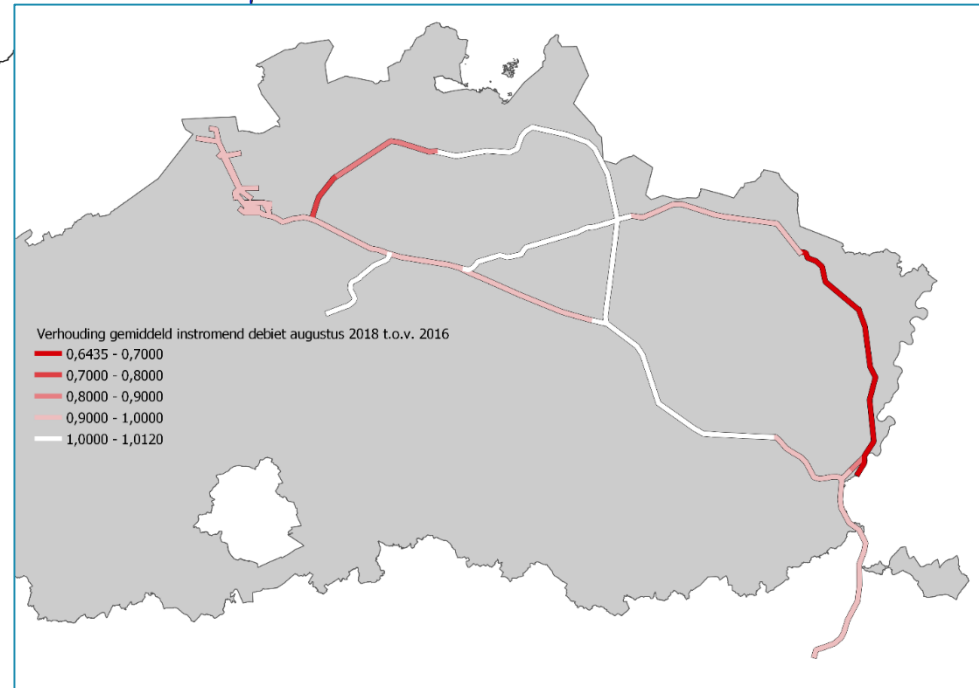 Verhouding gemiddeld instromend debiet augustus 2018 t.o.v. 2016
0,6435 - 0,7000
0,7000 - 0,8000
0,8000 - 0,9000
0,9000 - 1,0000
1,0000 - 1,0120